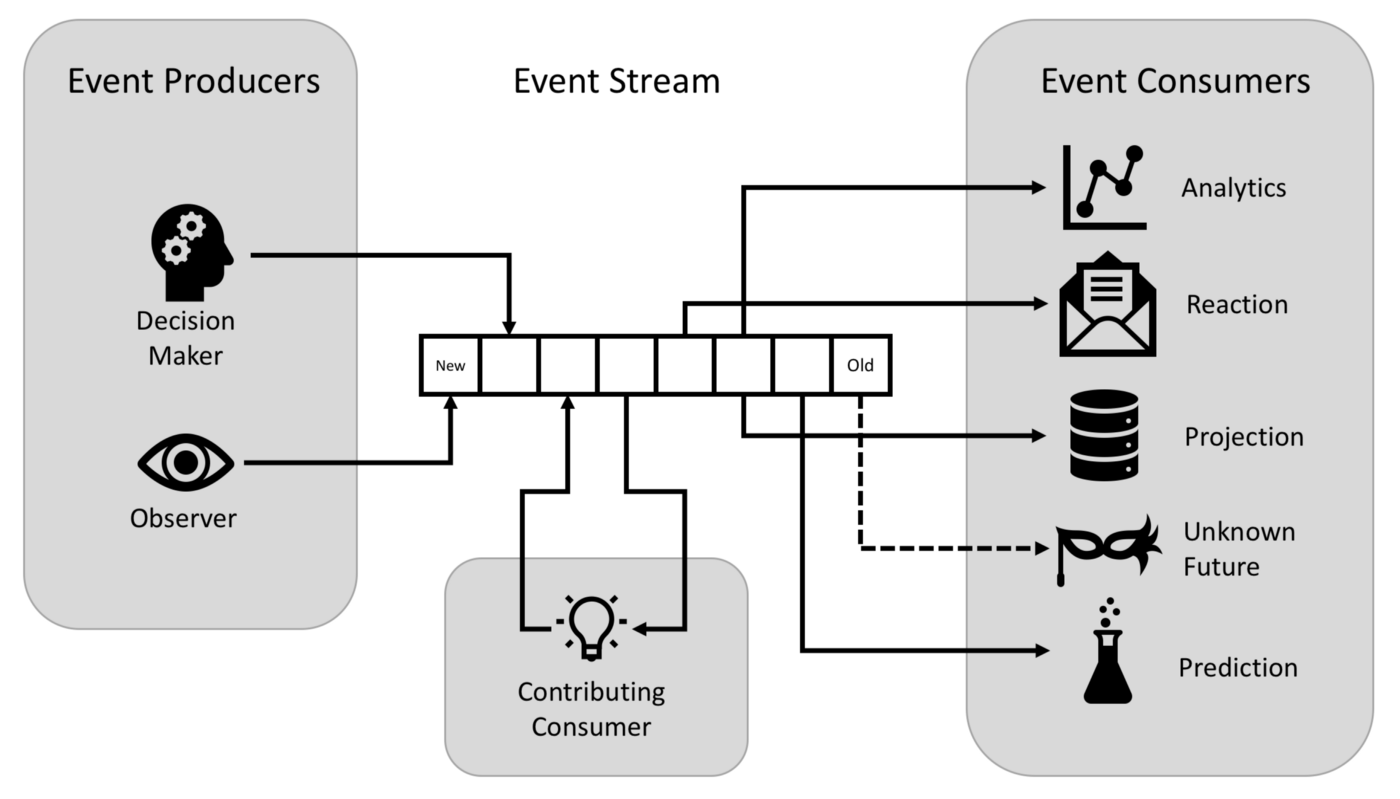 Event Producers
Event Stream
Event Consumers
Decision
Maker
Observer
New
Old
Contributing
Consumer
Analytics
Reaction
Projection
Unknown
Future
Prediction